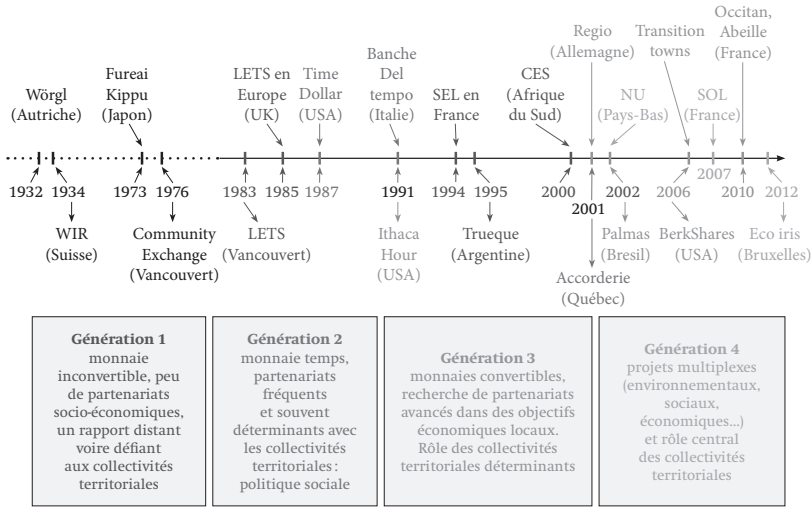 Wörgl
(Autriche)
Fureai
Kippu
(Japon)
LETS en
Europe
(UK)
Time
Dollar
(USA)
Banche
Del
tempo
(Italie)
SEL en
France
CES
(Afrique
du Sud)
Regio
(Allemagne)
NU
(Pays-Bas)
Transition
towns
SOL
(France)
Occitan,
Abeille
(France)
1932
1934
1973
1976
1983
1985
1987
1991
1994
1995
2000
2001
2002
2006
2007
2010
2012
WIR
(Suisse)
Community
Exchange
(Vancouvert)
LETS
(Vancouvert)
Ithaca
Hour
(USA)
Trueque
(Argentine)
Accorderie
(Québec)
Palmas
(Bresil)
BerkShares
(USA)
Eco iris
(Bruxelles)
Génération 1
monnaie
inconvertible, peu
de partenariats
socio-économiques,
un rapport distant
voire défiant
aux collectivités
territoriales
Génération 2
monnaie temps,
partenariats
fréquents
et souvent
déterminants avec
les collectivités
territoriales :
politique sociale
Génération 3
monnaies convertibles,
recherche de partenariats
avancés dans des objectifs
économiques locaux.
Rôle des collectivités
territoriales déterminants
Génération 4
projets multiplexes
(environnementaux,
sociaux,
économiques...)
et rôle central
des collectivités
territoriales